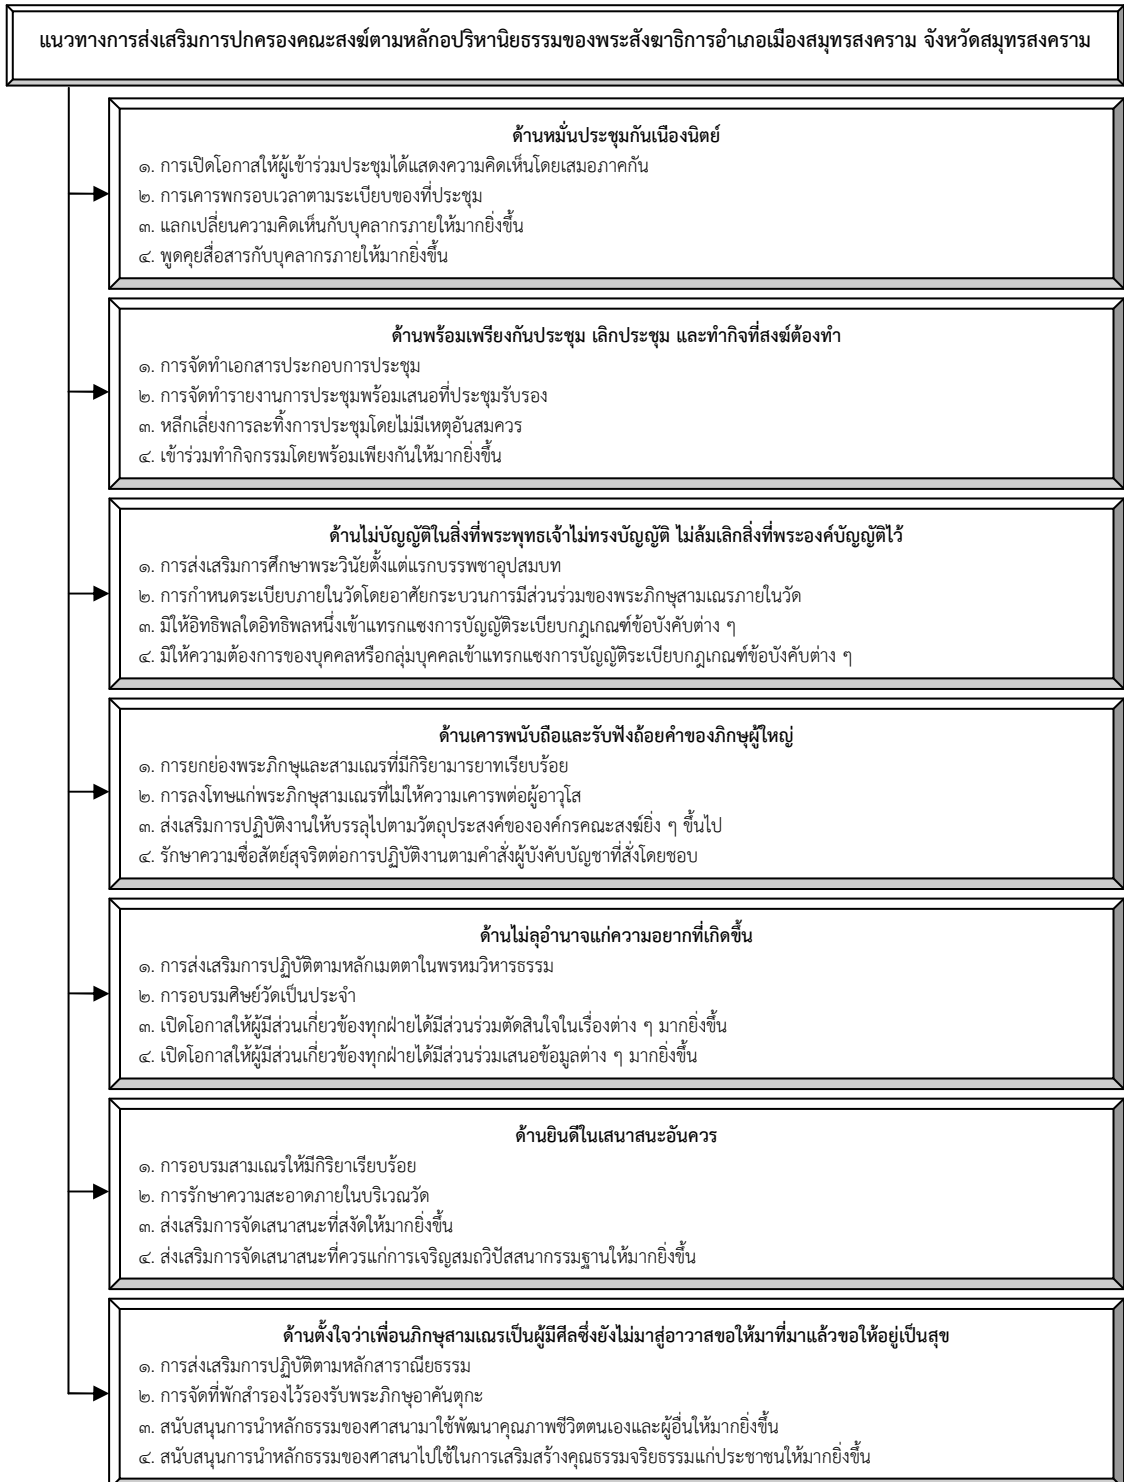 แนวทางการส่งเสริมการปกครองคณะสงฆ์ตามหลักอปริหานิยธรรมของพระสังฆาธิการอำเภอเมืองสมุทรสงคราม จังหวัดสมุทรสงคราม
ด้านหมั่นประชุมกันเนืองนิตย์
๑. การเปิดโอกาสให้ผู้เข้าร่วมประชุมได้แสดงความคิดเห็นโดยเสมอภาคกัน
๒. การเคารพกรอบเวลาตามระเบียบของที่ประชุม
๓. แลกเปลี่ยนความคิดเห็นกับบุคลากรภายให้มากยิ่งขึ้น
๔. พูดคุยสื่อสารกับบุคลากรภายให้มากยิ่งขึ้น
ด้านพร้อมเพรียงกันประชุม เลิกประชุม และทำกิจที่สงฆ์ต้องทำ
๑. การจัดทำเอกสารประกอบการประชุม
๒. การจัดทำรายงานการประชุมพร้อมเสนอที่ประชุมรับรอง
๓. หลีกเลี่ยงการละทิ้งการประชุมโดยไม่มีเหตุอันสมควร
๔. เข้าร่วมทำกิจกรรมโดยพร้อมเพียงกันให้มากยิ่งขึ้น
ด้านไม่บัญญัติในสิ่งที่พระพุทธเจ้าไม่ทรงบัญญัติ ไม่ล้มเลิกสิ่งที่พระองค์บัญญัติไว้
๑. การส่งเสริมการศึกษาพระวินัยตั้งแต่แรกบรรพชาอุปสมบท
๒. การกำหนดระเบียบภายในวัดโดยอาศัยกระบวนการมีส่วนร่วมของพระภิกษุสามเณรภายในวัด
๓. มิให้อิทธิพลใดอิทธิพลหนึ่งเข้าแทรกแซงการบัญญัติระเบียบกฎเกณฑ์ข้อบังคับต่าง ๆ
๔. มิให้ความต้องการของบุคคลหรือกลุ่มบุคคลเข้าแทรกแซงการบัญญัติระเบียบกฎเกณฑ์ข้อบังคับต่าง ๆ
ด้านเคารพนับถือและรับฟังถ้อยคำของภิกษุผู้ใหญ่
๑. การยกย่องพระภิกษุและสามเณรที่มีกิริยามารยาทเรียบร้อย
๒. การลงโทษแก่พระภิกษุสามเณรที่ไม่ให้ความเคารพต่อผู้อาวุโส
๓. ส่งเสริมการปฏิบัติงานให้บรรลุไปตามวัตถุประสงค์ขององค์กรคณะสงฆ์ยิ่ง ๆ ขึ้นไป
๔. รักษาความซื่อสัตย์สุจริตต่อการปฏิบัติงานตามคำสั่งผู้บังคับบัญชาที่สั่งโดยชอบ
ด้านไม่ลุอำนาจแก่ความอยากที่เกิดขึ้น
๑. การส่งเสริมการปฏิบัติตามหลักเมตตาในพรหมวิหารธรรม
๒. การอบรมศิษย์วัดเป็นประจำ
๓. เปิดโอกาสให้ผู้มีส่วนเกี่ยวข้องทุกฝ่ายได้มีส่วนร่วมตัดสินใจในเรื่องต่าง ๆ มากยิ่งขึ้น
๔. เปิดโอกาสให้ผู้มีส่วนเกี่ยวข้องทุกฝ่ายได้มีส่วนร่วมเสนอข้อมูลต่าง ๆ มากยิ่งขึ้น
ด้านยินดีในเสนาสนะอันควร
๑. การอบรมสามเณรให้มีกิริยาเรียบร้อย
๒. การรักษาความสะอาดภายในบริเวณวัด
๓. ส่งเสริมการจัดเสนาสนะที่สงัดให้มากยิ่งขึ้น
๔. ส่งเสริมการจัดเสนาสนะที่ควรแก่การเจริญสมถวิปัสสนากรรมฐานให้มากยิ่งขึ้น
ด้านตั้งใจว่าเพื่อนภิกษุสามเณรเป็นผู้มีศีลซึ่งยังไม่มาสู่อาวาสขอให้มาที่มาแล้วขอให้อยู่เป็นสุข
๑. การส่งเสริมการปฏิบัติตามหลักสาราณียธรรม
๒. การจัดที่พักสำรองไว้รองรับพระภิกษุอาคันตุกะ
๓. สนับสนุนการนำหลักธรรมของศาสนามาใช้พัฒนาคุณภาพชีวิตตนเองและผู้อื่นให้มากยิ่งขึ้น
๔. สนับสนุนการนำหลักธรรมของศาสนาไปใช้ในการเสริมสร้างคุณธรรมจริยธรรมแก่ประชาชนให้มากยิ่งขึ้น